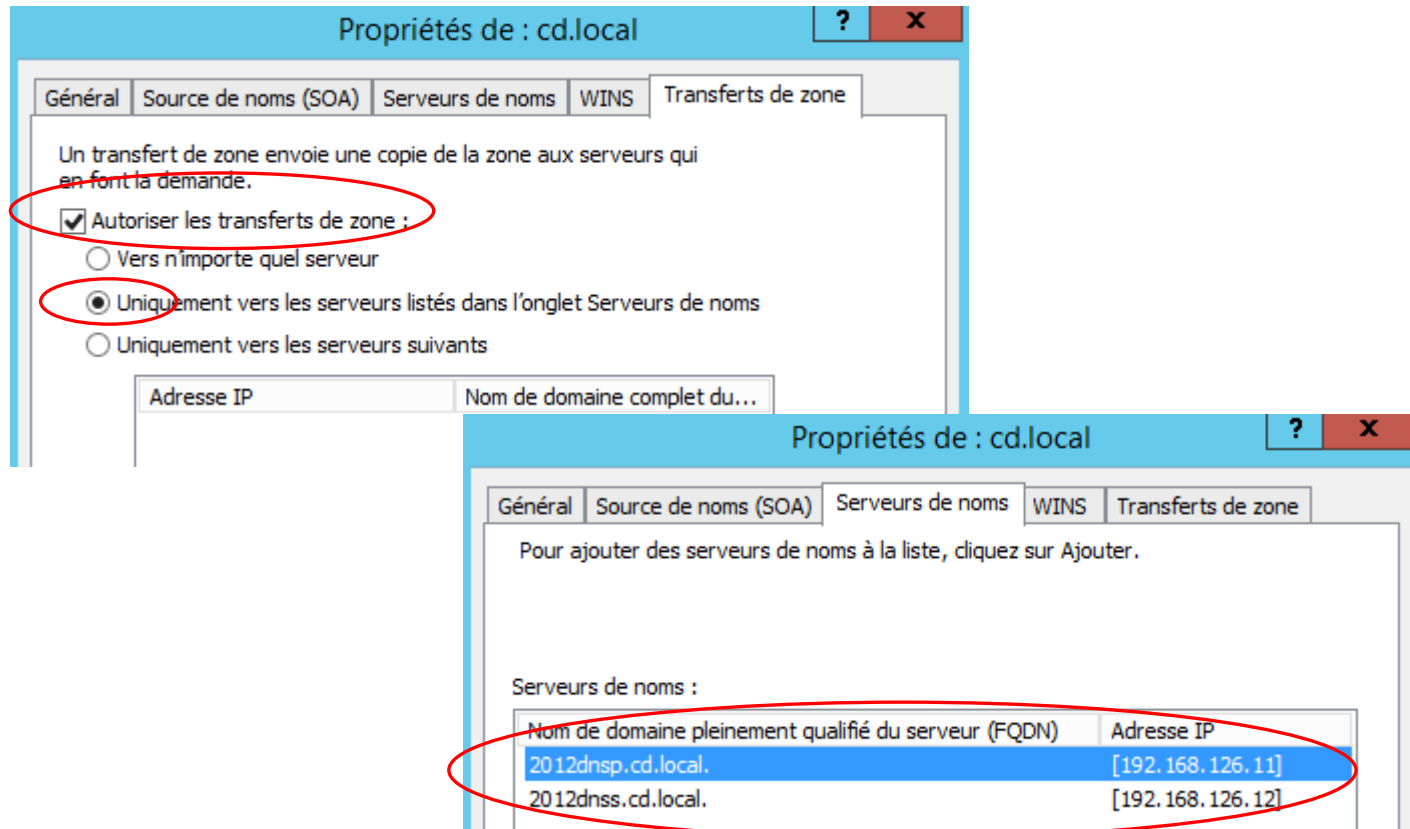 Propriétés de : cd.local
? x
Général Source de noms (SOA) Serveurs de noms WINS Transferts de zone
Un transfert de zone envoie une copie de la zone aux serveurs qui
en font la demande.
Autoriser les transferts de zone :
Vers n'importe quel serveur
Uniquement vers les serveurs listés dans l'onglet Serveurs de noms
Uniquement vers les serveurs suivants
Adresse IP Nom de domaine complet du...
Propriétés de : cd.local
? x
Général Source de noms (SOA) Serveurs de noms WINS Transferts de zone
Pour ajouter des serveurs de noms à la liste, cliquez sur Ajouter.
Serveurs de noms :
Nom de domaine pleinement qualifié du serveur (FQDN) Adresse IP
2012dnsp.cd.local. [192.168.126.11]
2012dnss.cd.local. [192.168.126.12]